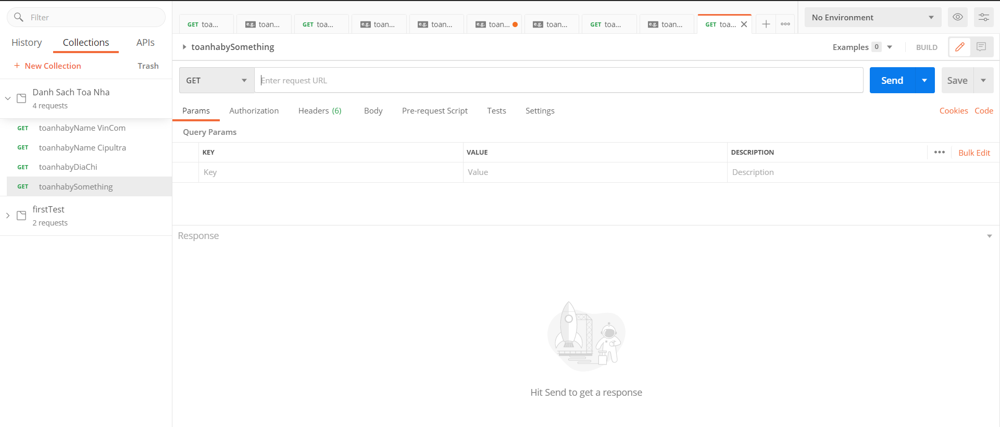 Filter
History Collections APIs
+ New Collection Trash
Danh Sach Toa Nha
4 requests
GET toanhabyName VinCom
GET toanhabyName Cipultra
GET toanhabyDiaChi
GET toanhabySomething
firstTest
2 requests
GET toa... e.g. toan... GET toa... e.g. toan... e.g. toan... e.g. toan... e.g. toan... GET toa... e.g. toan... GET toa...
No Environment
toanhabySomething
Examples 0 BUILD
GET Enter request URL Send Save
Params Authorization Headers (6) Body Pre-request Script Tests Settings Cookies Code
Query Params
KEY VALUE DESCRIPTION Bulk Edit
Key Value Description
Response
Hit Send to get a response